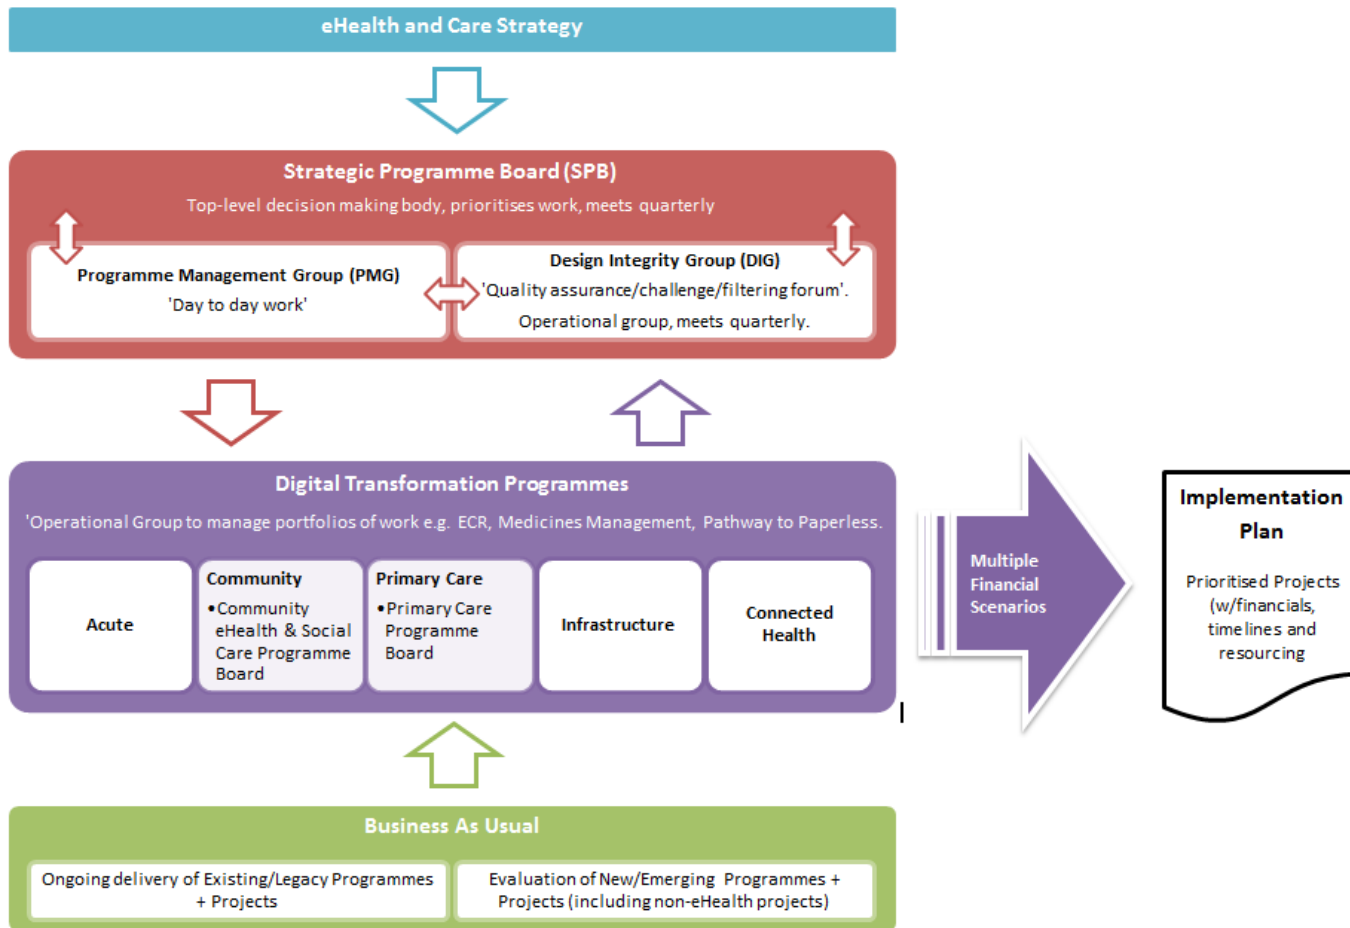 eHealth and Care Strategy
Strategic Programme Board (SPB)
Top-level decision making body, prioritises work, meets quarterly
Programme Management Group (PMG)
'Day to day work'
Design Integrity Group (DIG)
'Quality assurance/challenge/filtering forum'.
Operational group, meets quarterly.
Digital Transformation Programmes
'Operational Group to manage portfolios of work e.g. ECR, Medicines Management, Pathway to Paperless.
Acute
Community
•Community
eHealth & Social
Care Programme
Board
Primary Care
•Primary Care
Programme
Board
Infrastructure
Connected
Health
Multiple
Financial
Scenarios
Implementation
Plan
Prioritised Projects
(w/financials,
timelines and
resourcing
Business As Usual
Ongoing delivery of Existing/Legacy Programmes
+ Projects
Evaluation of New/Emerging Programmes +
Projects (including non-eHealth projects)